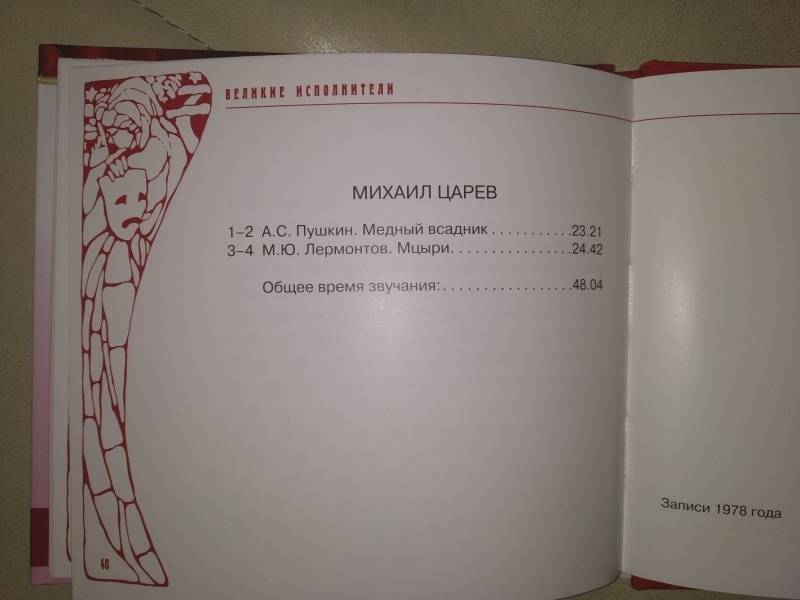 ВЕЛИКИЕ ИСПОЛНИТЕЛИ
МИХАИЛ ЦАРЕВ
1–2 А.С. Пушкин. Медный всадник ...........23.21
3–4 М.Ю. Лермонтов. Мцыри................24.42
Общее время звучания:.................48.04
Записи 1978 года
40